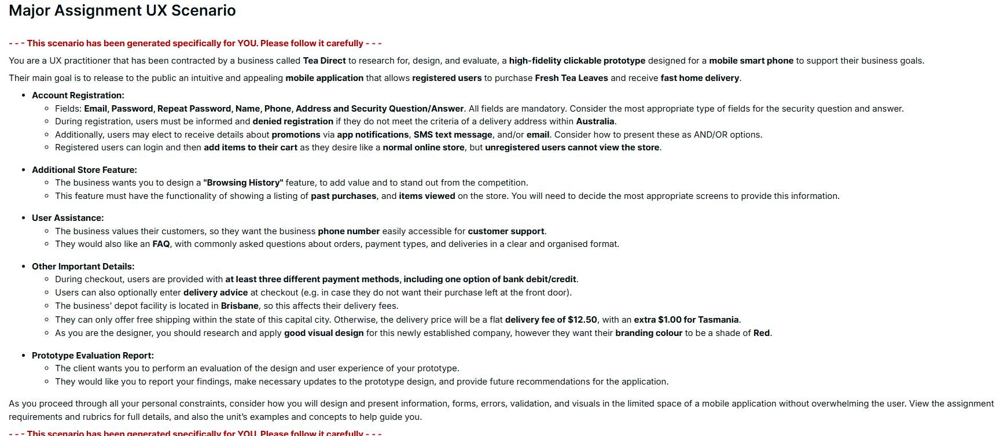 Major Assignment UX Scenario
- - - This scenario has been generated specifically for YOU. Please follow it carefully - - -
You are a UX practitioner that has been contracted by a business called Tea Direct to research for, design, and evaluate, a high-fidelity clickable prototype designed for a mobile smart phone to support their business goals.
Their main goal is to release to the public an intuitive and appealing mobile application that allows registered users to purchase Fresh Tea Leaves and receive fast home delivery.
• Account Registration:
◦ Fields: Email, Password, Repeat Password, Name, Phone, Address and Security Question/Answer. All fields are mandatory. Consider the most appropriate type of fields for the security question and answer.
◦ During registration, users must be informed and denied registration if they do not meet the criteria of a delivery address within Australia.
◦ Additionally, users may elect to receive details about promotions via app notifications, SMS text message, and/or email. Consider how to present these as AND/OR options.
◦ Registered users can login and then add items to their cart as they desire like a normal online store, but unregistered users cannot view the store.
• Additional Store Feature:
◦ The business wants you to design a "Browsing History" feature, to add value and to stand out from the competition.
◦ This feature must have the functionality of showing a listing of past purchases, and items viewed on the store. You will need to decide the most appropriate screens to provide this information.
• User Assistance:
◦ The business values their customers, so they want the business phone number easily accessible for customer support.
◦ They would also like an FAQ, with commonly asked questions about orders, payment types, and deliveries in a clear and organised format.
• Other Important Details:
◦ During checkout, users are provided with at least three different payment methods, including one option of bank debit/credit.
◦ Users can also optionally enter delivery advice at checkout (e.g. in case they do not want their purchase left at the front door).
◦ The business’ depot facility is located in Brisbane, so this affects their delivery fees.
◦ They can only offer free shipping within the state of this capital city. Otherwise, the delivery price will be a flat delivery fee of $12.50, with an extra $1.00 for Tasmania.
◦ As you are the designer, you should research and apply good visual design for this newly established company, however they want their branding colour to be a shade of Red.
• Prototype Evaluation Report:
◦ The client wants you to perform an evaluation of the design and user experience of your prototype.
◦ They would like you to report your findings, make necessary updates to the prototype design, and provide future recommendations for the application.
As you proceed through all your personal constraints, consider how you will design and present information, forms, errors, validation, and visuals in the limited space of a mobile application without overwhelming the user. View the assignment
requirements and rubrics for full details, and also the unit’s examples and concepts to help guide you.
- - - This scenario has been generated specifically for YOU. Please follow it carefully - - -